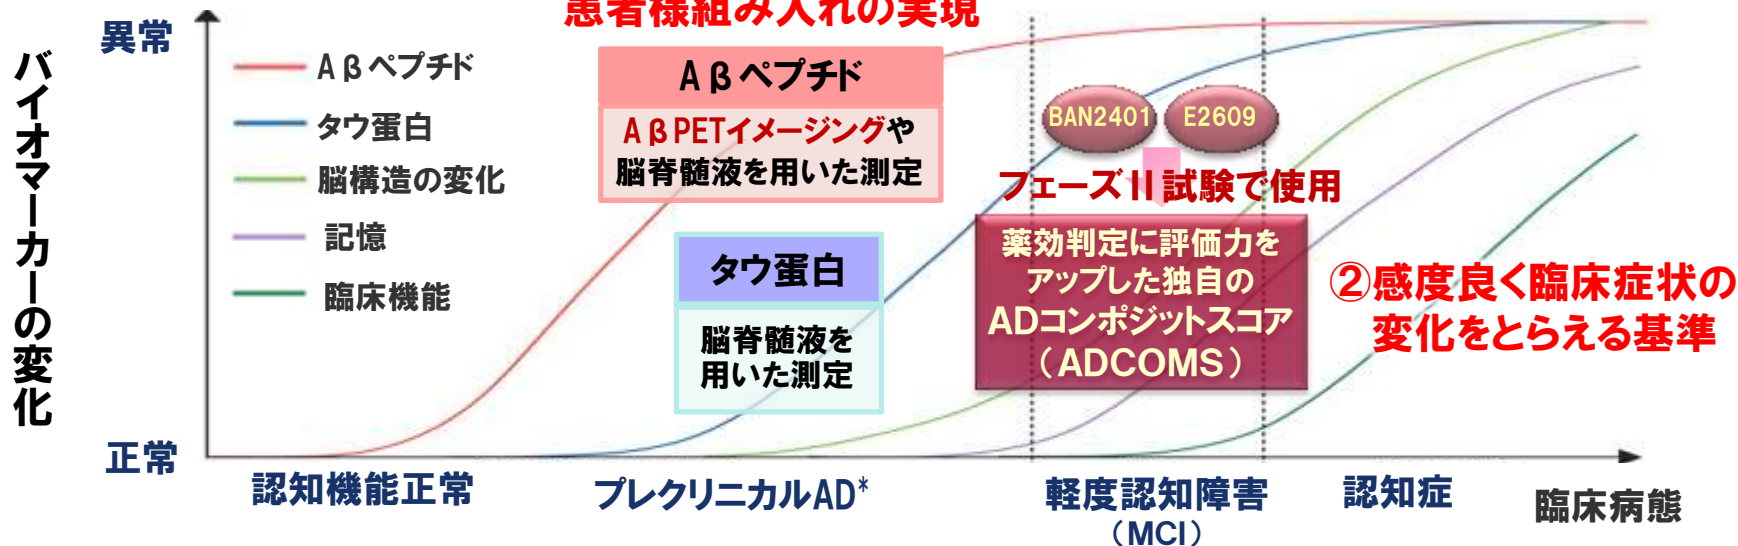 患者様組み入れの実現
異常
バイオマーカーの変化
Aβペプチド
タウ蛋白
脳構造の変化
記憶
臨床機能
Aβペプチド
AβPETイメージングや
脳脊髄液を用いた測定
タウ蛋白
脳脊髄液を
用いた測定
BAN2401
E2609
フェーズⅡ試験で使用
薬効判定に評価力を
アップした独自の
ADコンポジットスコア
（ADCOMS）
②感度良く臨床症状の
変化をとらえる基準
正常
認知機能正常
プレクリニカルAD*
軽度認知障害
（MCI）
認知症
臨床病態